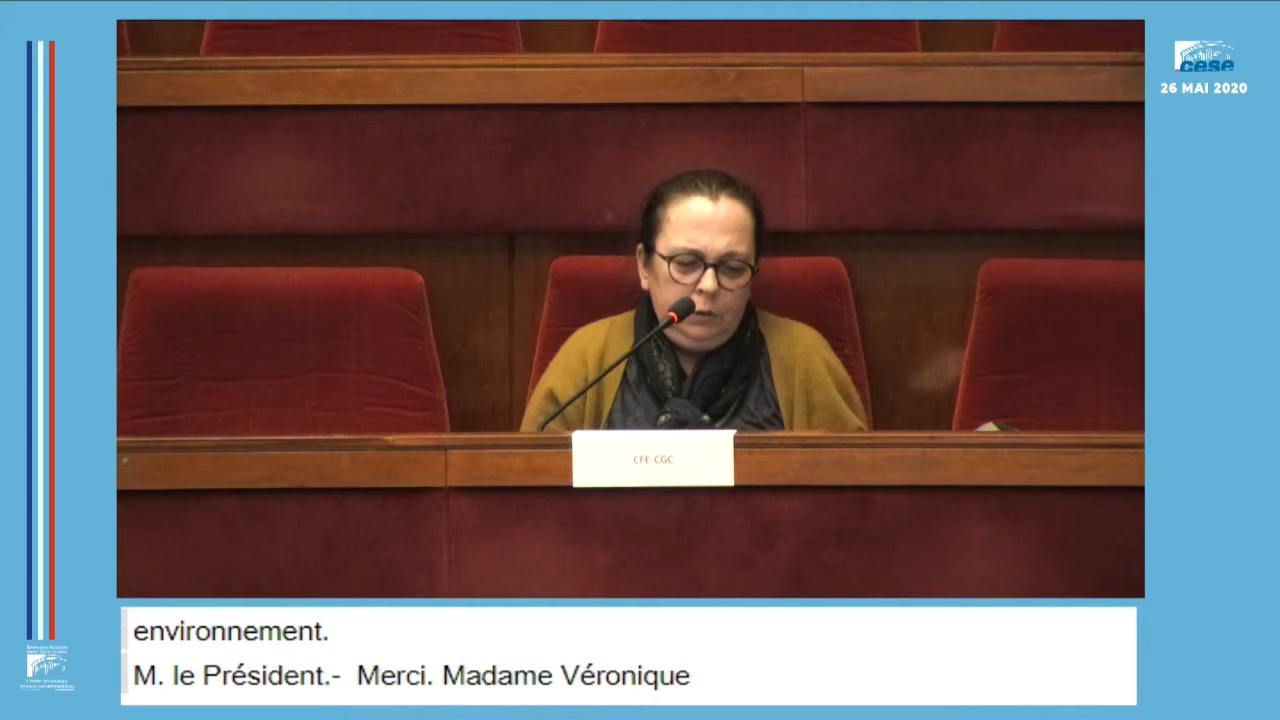 cese
26 MAI 2020
CFE-CGC
environnement.
M. le Président.- Merci. Madame Véronique